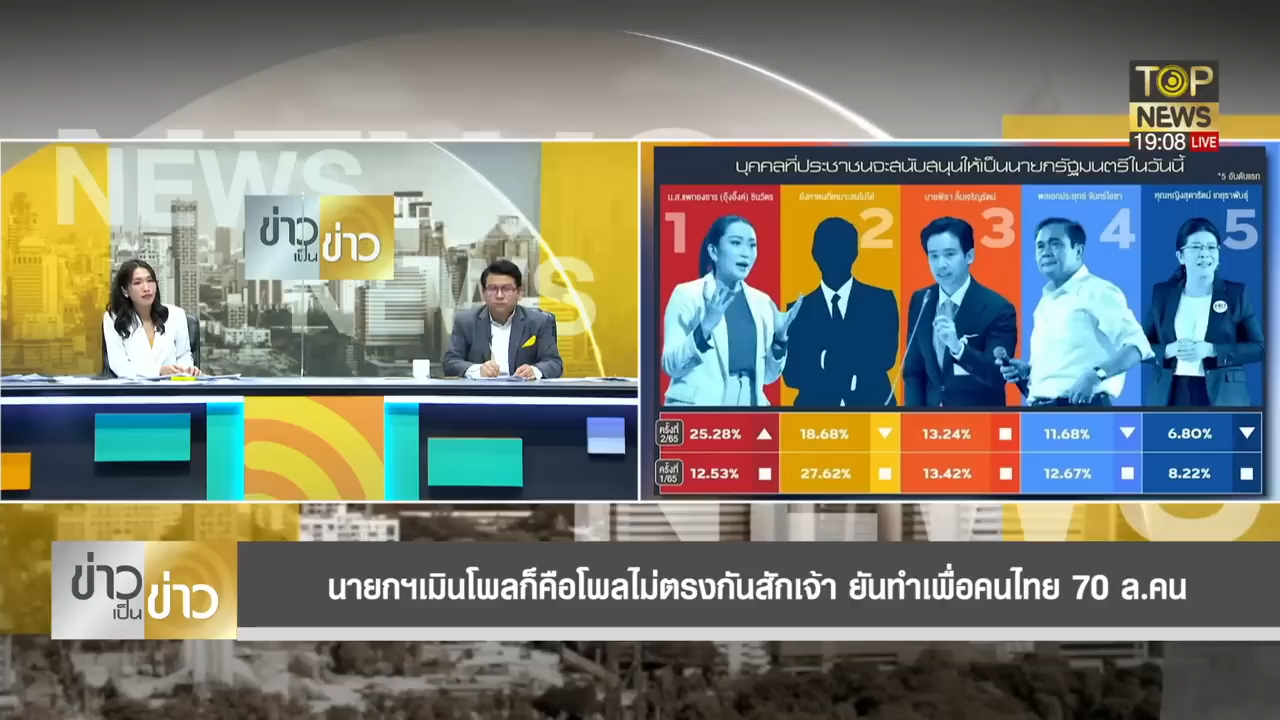 TOP
NEWS
19:08 LIVE
NEWS
NEWS
ข่าว
เป็น
ข่าว
บุคคลที่ประชาชนจะสนับสนุนให้เป็นนายกรัฐมนตรีในวันนี้
*5 อันดับแรก
น.ส.แพทองธาร (อุ๊งอิ๊งค์) ชินวัตร
ยังหาคนที่เหมาะสมไม่ได้
นายพิธา ลิ้มเจริญรัตน์
พลเอกประยุทธ์ จันทร์โอชา
คุณหญิงสุดารัตน์ เกยุราพันธุ์
1 2 3 4 5
ครั้งที่ 2/65 25.28% 18.68% 13.24% 11.68% 6.80%
ครั้งที่ 1/65 12.53% 27.62% 13.42% 12.67% 8.22%
ข่าว
เป็น
ข่าว
นายกฯเมินโพลก็คือโพลไม่ตรงกันสักเจ้า ยันทำเพื่อคนไทย 70 ล.คน